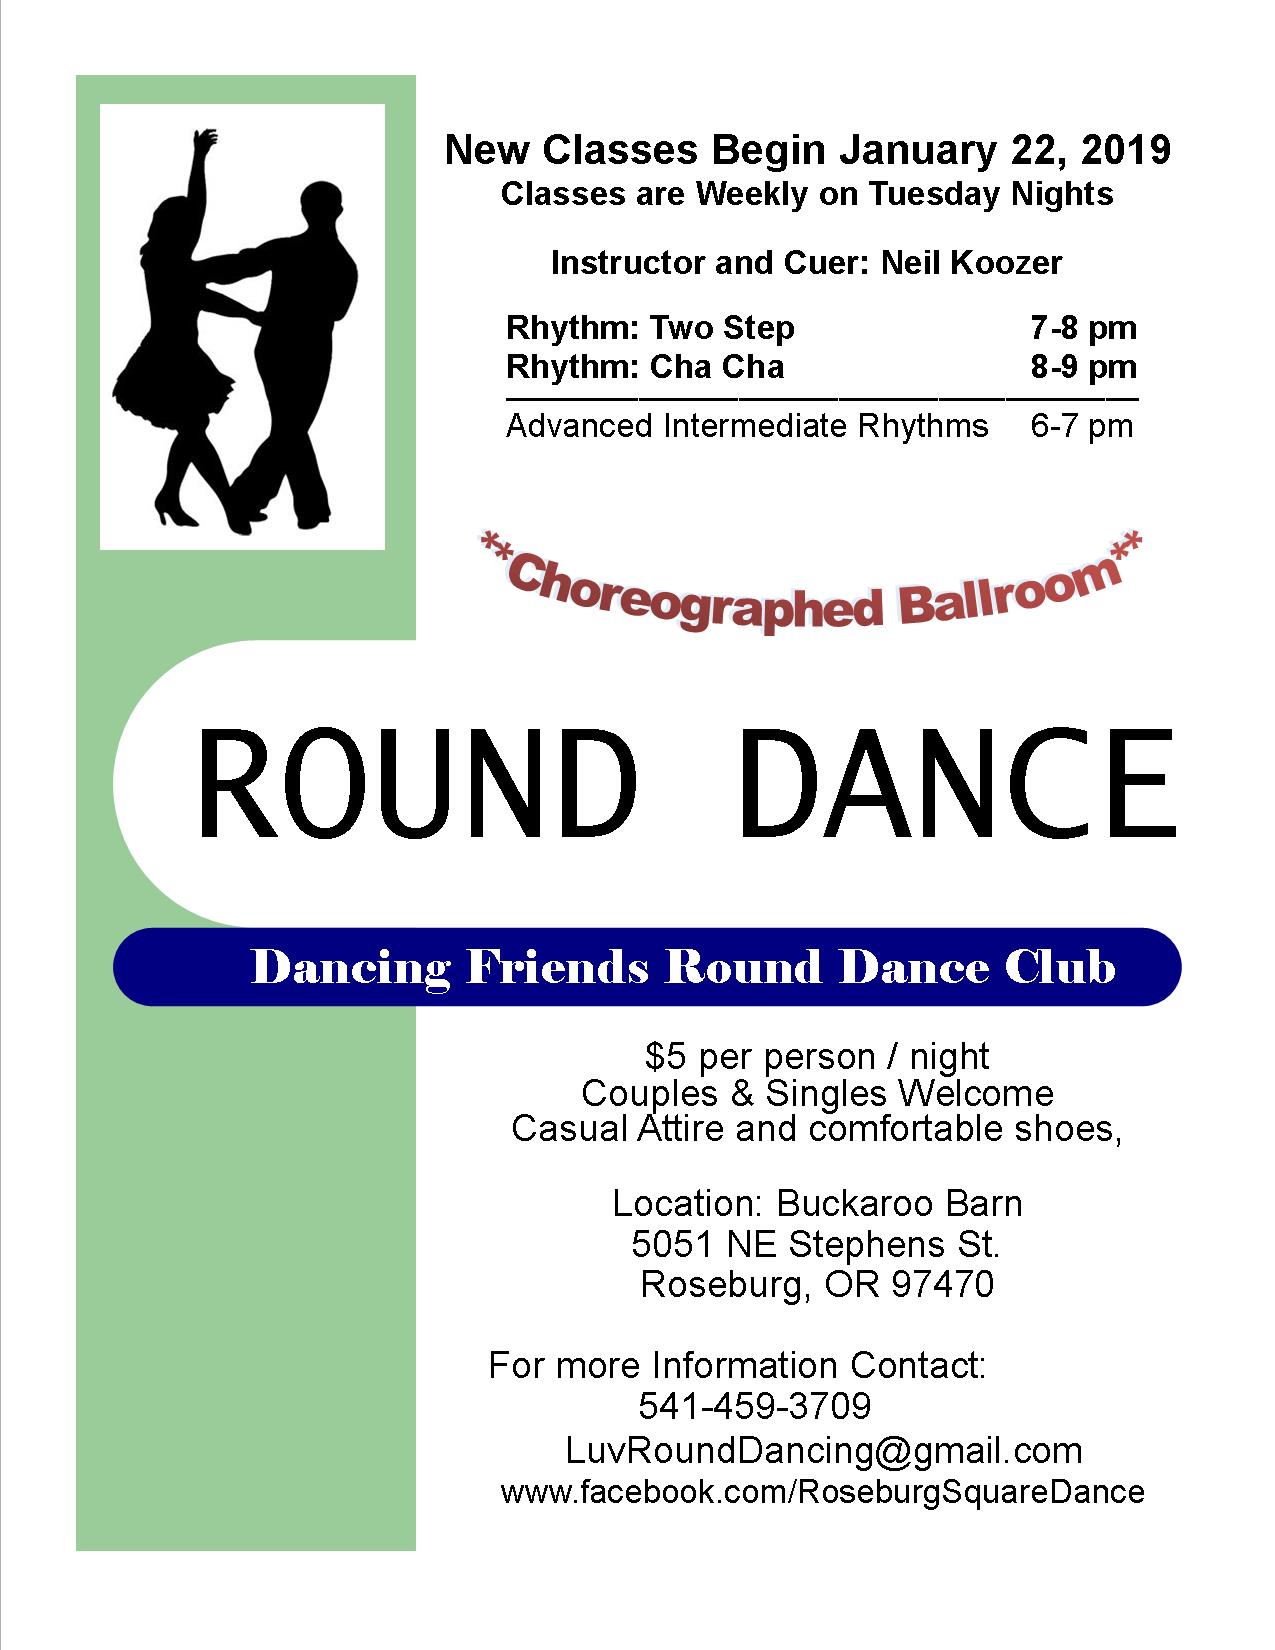 New Classes Begin January 22, 2019
Classes are Weekly on Tuesday Nights
Instructor and Cuer: Neil Koozer
Rhythm: Two Step 7-8 pm
Rhythm: Cha Cha 8-9 pm
Advanced Intermediate Rhythms 6-7 pm
**Choreographed Ballroom**
ROUND DANCE
Dancing Friends Round Dance Club
$5 per person / night
Couples & Singles Welcome
Casual Attire and comfortable shoes,
Location: Buckaroo Barn
5051 NE Stephens St.
Roseburg, OR 97470
For more Information Contact:
541-459-3709
LuvRoundDancing@gmail.com
www.facebook.com/RoseburgSquareDance